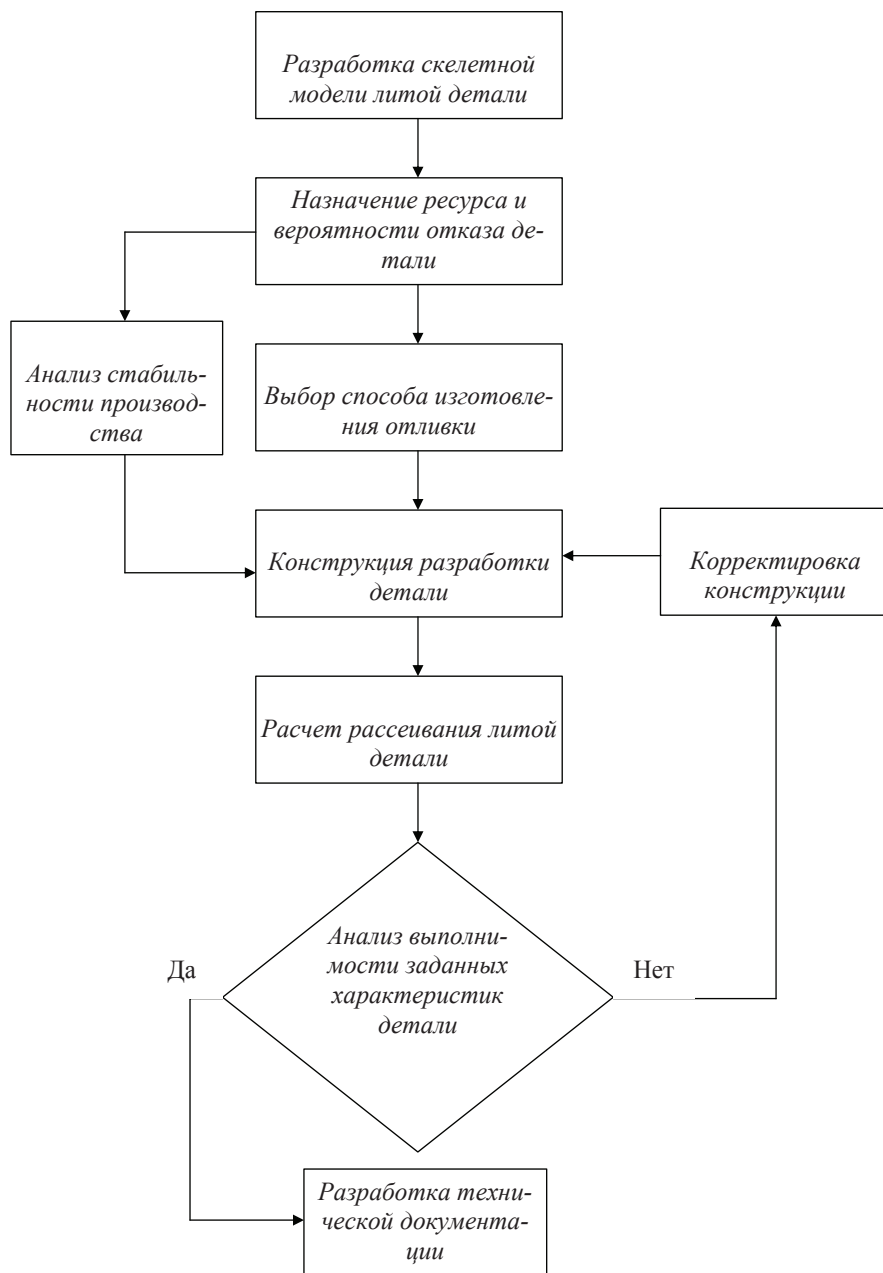 Разработка скелетной
модели литой детали
Назначение ресурса и
вероятности отказа де-
тали
Анализ стабиль-
ности производ-
ства
Выбор способа изготовле-
ния отливки
Конструкция разработки
детали
Корректировка
конструкции
Расчет рассеивания литой
детали
Анализ выполни-
мости заданных
характеристик
детали
Да
Нет
Разработка техни-
ческой документа-
ции